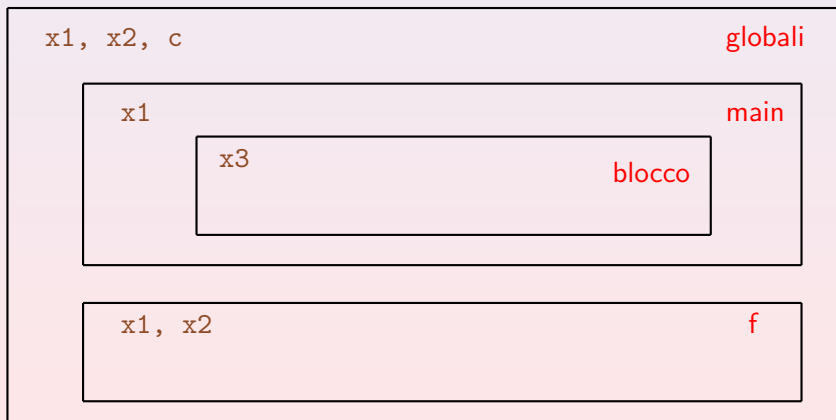 x1, x2, c globali
x1 main
x3 blocco
x1, x2 f